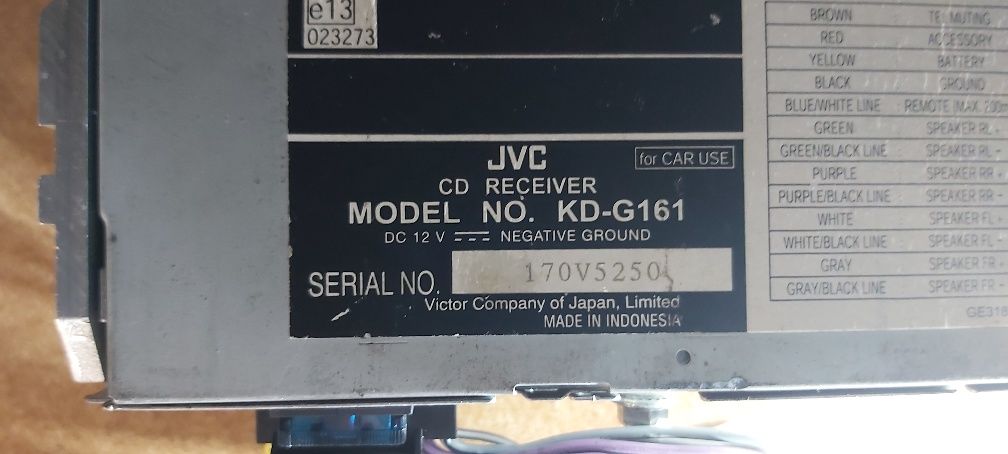 e13
023273
JVC
for CAR USE
CD RECEIVER
MODEL NO. KD-G161
DC 12 V NEGATIVE GROUND
SERIAL NO. 170V5250
Victor Company of Japan, Limited
MADE IN INDONESIA
BROWN TEL MUTING
RED ACCESSORY
YELLOW BATTERY
BLACK GROUND
BLUE/WHITE LINE REMOTE (MAX.
GREEN SPEAKER RL
GREEN/BLACK LINE SPEAKER RL -
PURPLE SPEAKER RR
PURPLE/BLACK LINE SPEAKER RR
WHITE SPEAKER FL
WHITE/BLACK LINE SPEAKER FL
GRAY SPEAKER FR
GRAY/BLACK LINE SPEAKER FR
GE318